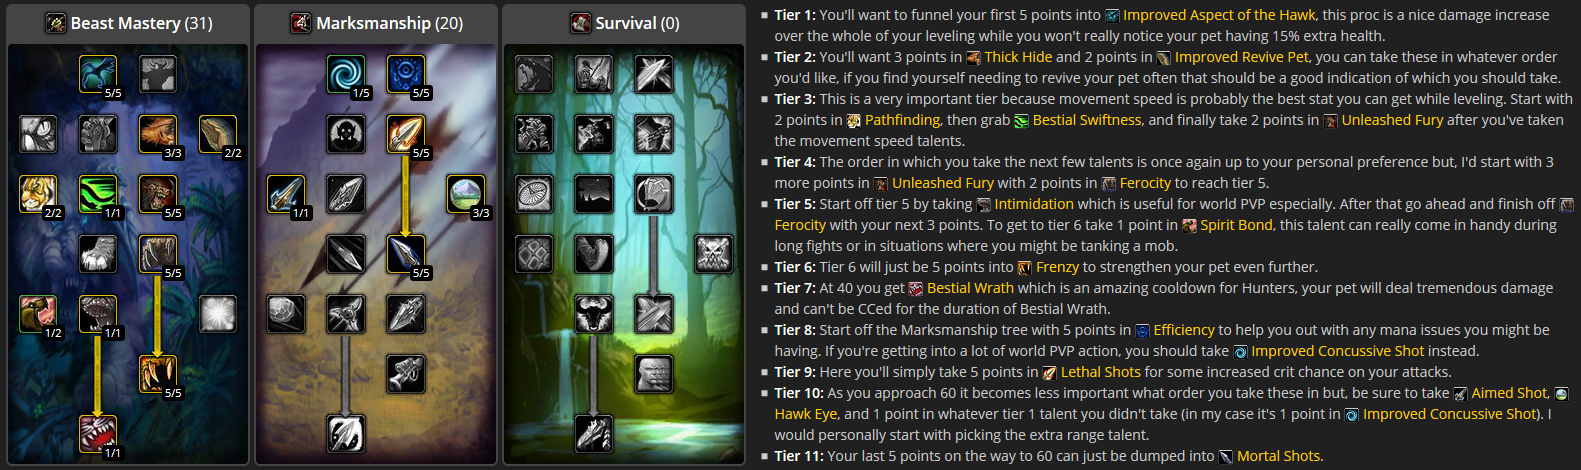 Beast Mastery (31)
Marksmanship (20)
Survival (0)
5/5
3/3
2/2
2/2
1/1
5/5
5/5
1/2
1/1
5/5
1/1
1/5
5/5
5/5
1/1
3/3
5/5
Tier 1: You'll want to funnel your first 5 points into Improved Aspect of the Hawk, this proc is a nice damage increase
over the whole of your leveling while you won't really notice your pet having 15% extra health.
Tier 2: You'll want 3 points in Thick Hide and 2 points in Improved Revive Pet, you can take these in whatever order
you'd like, if you find yourself needing to revive your pet often that should be a good indication of which you should take.
Tier 3: This is a very important tier because movement speed is probably the best stat you can get while leveling. Start with
2 points in Pathfinding, then grab Bestial Swiftness, and finally take 2 points in Unleashed Fury after you've taken
the movement speed talents.
Tier 4: The order in which you take the next few talents is once again up to your personal preference but, I'd start with 3
more points in Unleashed Fury with 2 points in Ferocity to reach tier 5.
Tier 5: Start off tier 5 by taking Intimidation which is useful for world PVP especially. After that go ahead and finish off
Ferocity with your next 3 points. To get to tier 6 take 1 point in Spirit Bond, this talent can really come in handy during
long fights or in situations where you might be tanking a mob.
Tier 6: Tier 6 will just be 5 points into Frenzy to strengthen your pet even further.
Tier 7: At 40 you get Bestial Wrath which is an amazing cooldown for Hunters, your pet will deal tremendous damage
and can't be CCed for the duration of Bestial Wrath.
Tier 8: Start off the Marksmanship tree with 5 points in Efficiency to help you out with any mana issues you might be
having. If you're getting into a lot of world PVP action, you should take Improved Concussive Shot instead.
Tier 9: Here you'll simply take 5 points in Lethal Shots for some increased crit chance on your attacks.
Tier 10: As you approach 60 it becomes less important what order you take these in but, be sure to take Aimed Shot,
Hawk Eye, and 1 point in whatever tier 1 talent you didn't take (in my case it's 1 point in Improved Concussive Shot). I
would personally start with picking the extra range talent.
Tier 11: Your last 5 points on the way to 60 can just be dumped into Mortal Shots.